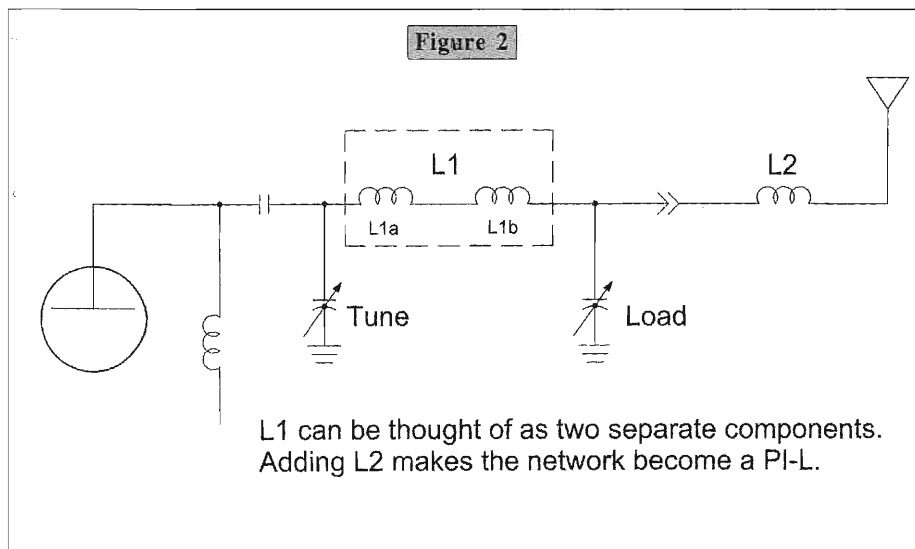 Figure 2
L1
L2
L1a
L1b
Tune
Load
L1 can be thought of as two separate components.
Adding L2 makes the network become a PI-L.